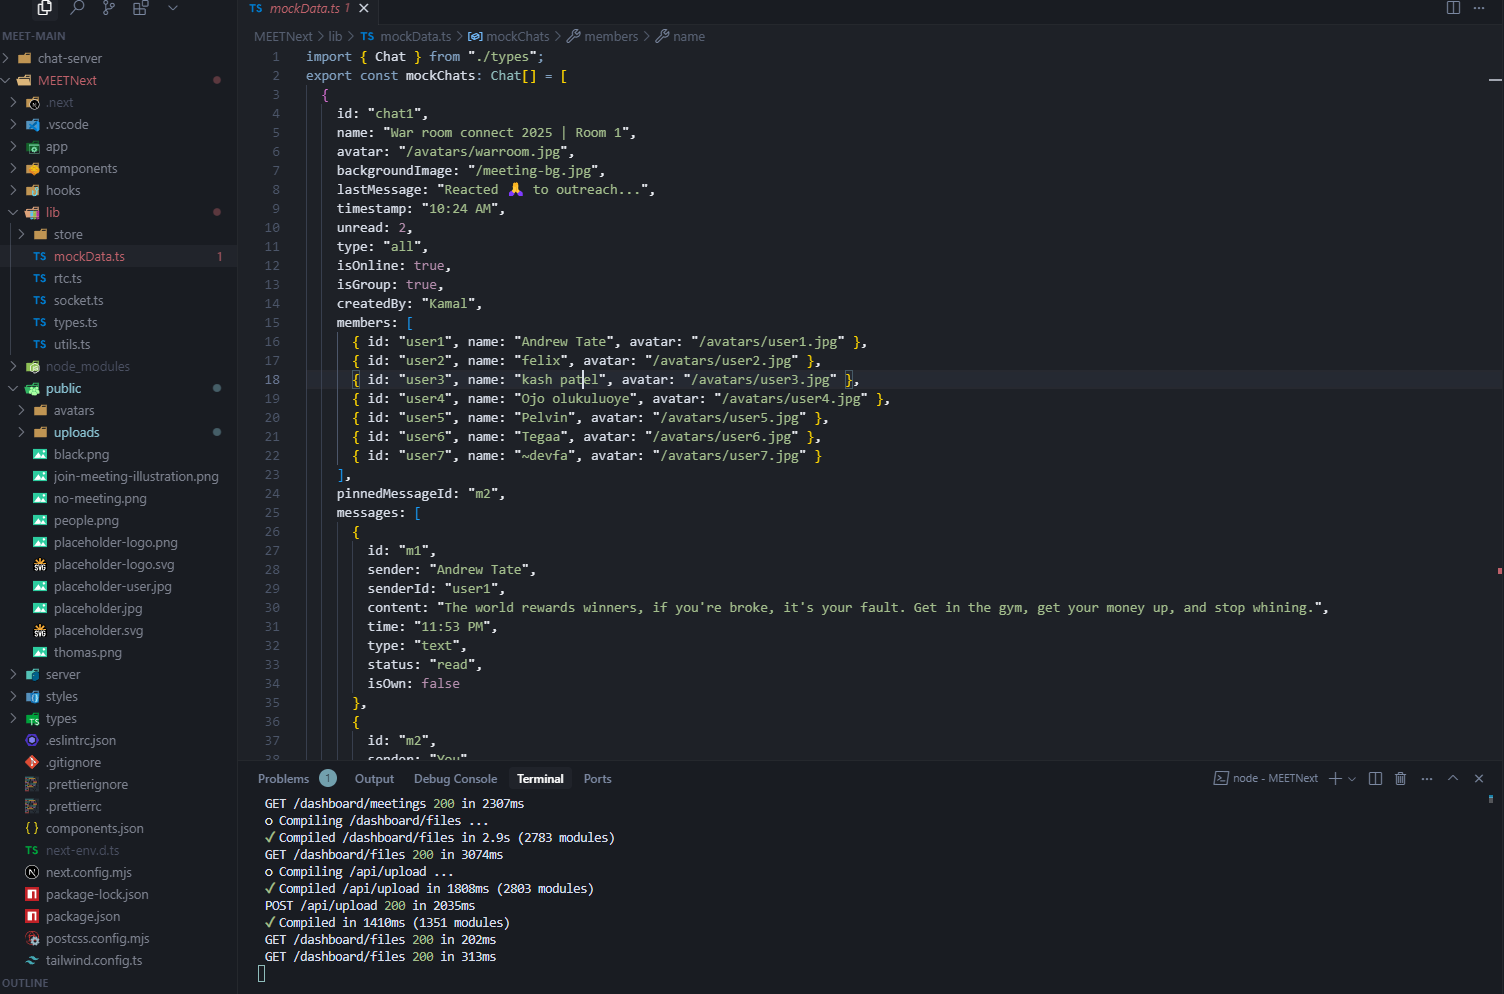 MEET-MAIN
chat-server
MEETNext
.next
.vscode
app
components
hooks
lib
store
TS mockData.ts 1
TS rtc.ts
TS socket.ts
TS types.ts
TS utils.ts
node_modules
public
avatars
uploads
black.png
join-meeting-illustration.png
no-meeting.png
people.png
placeholder-logo.png
SVG placeholder-logo.svg
placeholder-user.jpg
placeholder.jpg
SVG placeholder.svg
thomas.png
server
styles
TS types
.eslintrc.json
.gitignore
.prettierignore
.prettierrc
{ } components.json
TS next-env.d.ts
N next.config.mjs
package-lock.json
package.json
postcss.config.mjs
tailwind.config.ts
OUTLINE
TS mockData.ts 1
MEETNext > lib > TS mockData.ts > mockChats > members > name
1 import { Chat } from "./types";
2 export const mockChats: Chat[] = [
3 {
4 id: "chat1",
5 name: "War room connect 2025 | Room 1",
6 avatar: "/avatars/warroom.jpg",
7 backgroundImage: "/meeting-bg.jpg",
8 lastMessage: "Reacted 🙏 to outreach...",
9 timestamp: "10:24 AM",
10 unread: 2,
11 type: "all",
12 isOnline: true,
13 isGroup: true,
14 createdBy: "Kamal",
15 members: [
16 { id: "user1", name: "Andrew Tate", avatar: "/avatars/user1.jpg" },
17 { id: "user2", name: "felix", avatar: "/avatars/user2.jpg" },
18 { id: "user3", name: "kash patel", avatar: "/avatars/user3.jpg" },
19 { id: "user4", name: "Ojo olukuluoye", avatar: "/avatars/user4.jpg" },
20 { id: "user5", name: "Pelvin", avatar: "/avatars/user5.jpg" },
21 { id: "user6", name: "Tegaa", avatar: "/avatars/user6.jpg" },
22 { id: "user7", name: "~devfa", avatar: "/avatars/user7.jpg" }
23 ],
24 pinnedMessageId: "m2",
25 messages: [
26 {
27 id: "m1",
28 sender: "Andrew Tate",
29 senderId: "user1",
30 content: "The world rewards winners, if you're broke, it's your fault. Get in the gym, get your money up, and stop whining.",
31 time: "11:53 PM",
32 type: "text",
33 status: "read",
34 isOwn: false
35 },
36 {
37 id: "m2",
38 sender: "You"
Problems 1 Output Debug Console Terminal Ports
node - MEETNext
GET /dashboard/meetings 200 in 2307ms
○ Compiling /dashboard/files ...
✓ Compiled /dashboard/files in 2.9s (2783 modules)
GET /dashboard/files 200 in 3074ms
○ Compiling /api/upload ...
✓ Compiled /api/upload in 1808ms (2803 modules)
POST /api/upload 200 in 2035ms
✓ Compiled in 1410ms (1351 modules)
GET /dashboard/files 200 in 202ms
GET /dashboard/files 200 in 313ms